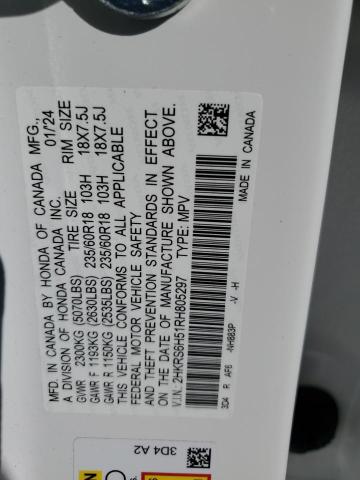 MFD. IN CANADA BY HONDA OF CANADA MFG.,
A DIVISION OF HONDA CANADA INC. 01/24
TIRE SIZE RIM SIZE
GVWR 2300KG (5070LBS) 235/60R18 103H 18X7.5J
GAWR F 1193KG (2630LBS) 235/60R18 103H 18X7.5J
GAWR R 1150KG (2535LBS)
THIS VEHICLE CONFORMS TO ALL APPLICABLE
FEDERAL MOTOR VEHICLE SAFETY
AND THEFT PREVENTION STANDARDS IN EFFECT
ON THE DATE OF MANUFACTURE SHOWN ABOVE.
V.I.N.: 2HKRS6H51RH805297 TYPE: MPV
MADE IN CANADA
3D4 R AF6 -NH883P -V -H
3D4 A2